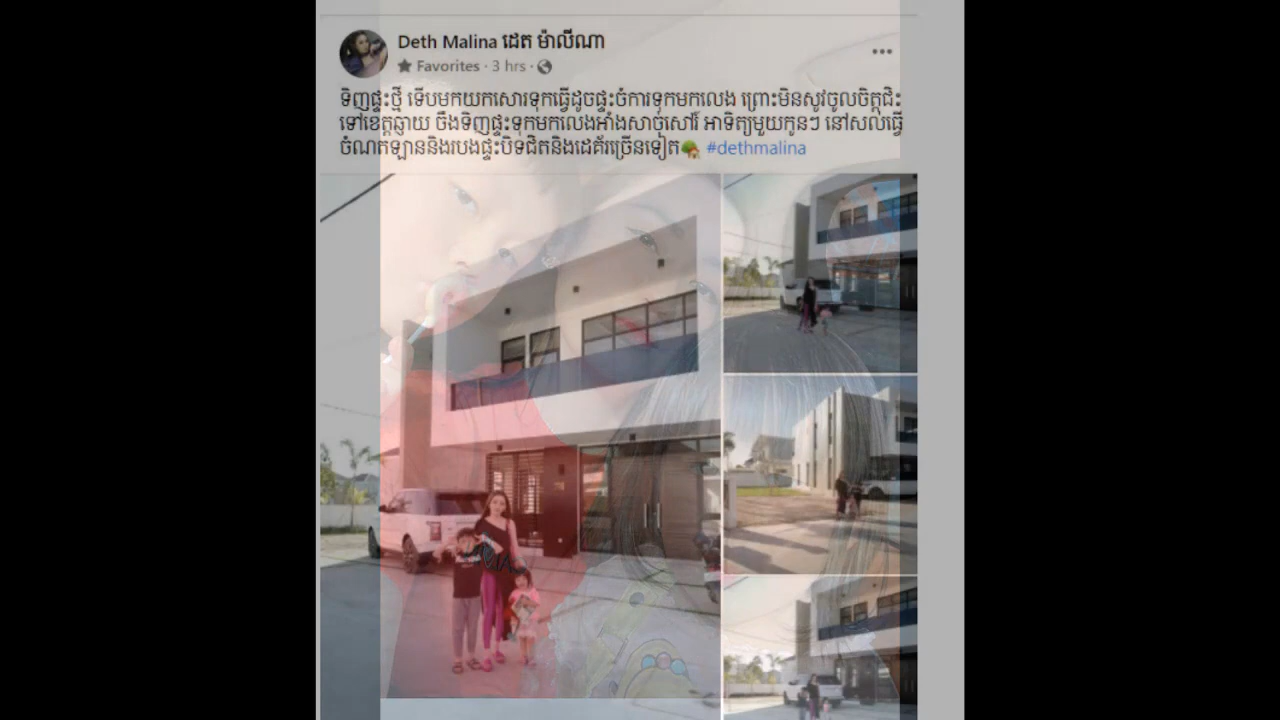 Deth Malina ដេត ម៉ាលីណា
Favorites · 3 hrs ·
ទិញផ្ទះថ្មី ទើបមកយកសោរទុកធ្វើដូចផ្ទះចំការទុកមកលេង ព្រោះមិនសូវចូលចិត្តជិះ
ទៅខេត្តឆ្ងាយ ចឹងទិញផ្ទះទុកមកលេងអាំងសាច់សៅរ៍ អាទិត្យមួយកូនៗ នៅសល់ធ្វើ
ចំណតឡាននិងរបងផ្ទះបិទជិតនិងដេគ័រច្រើនទៀត #dethmalina